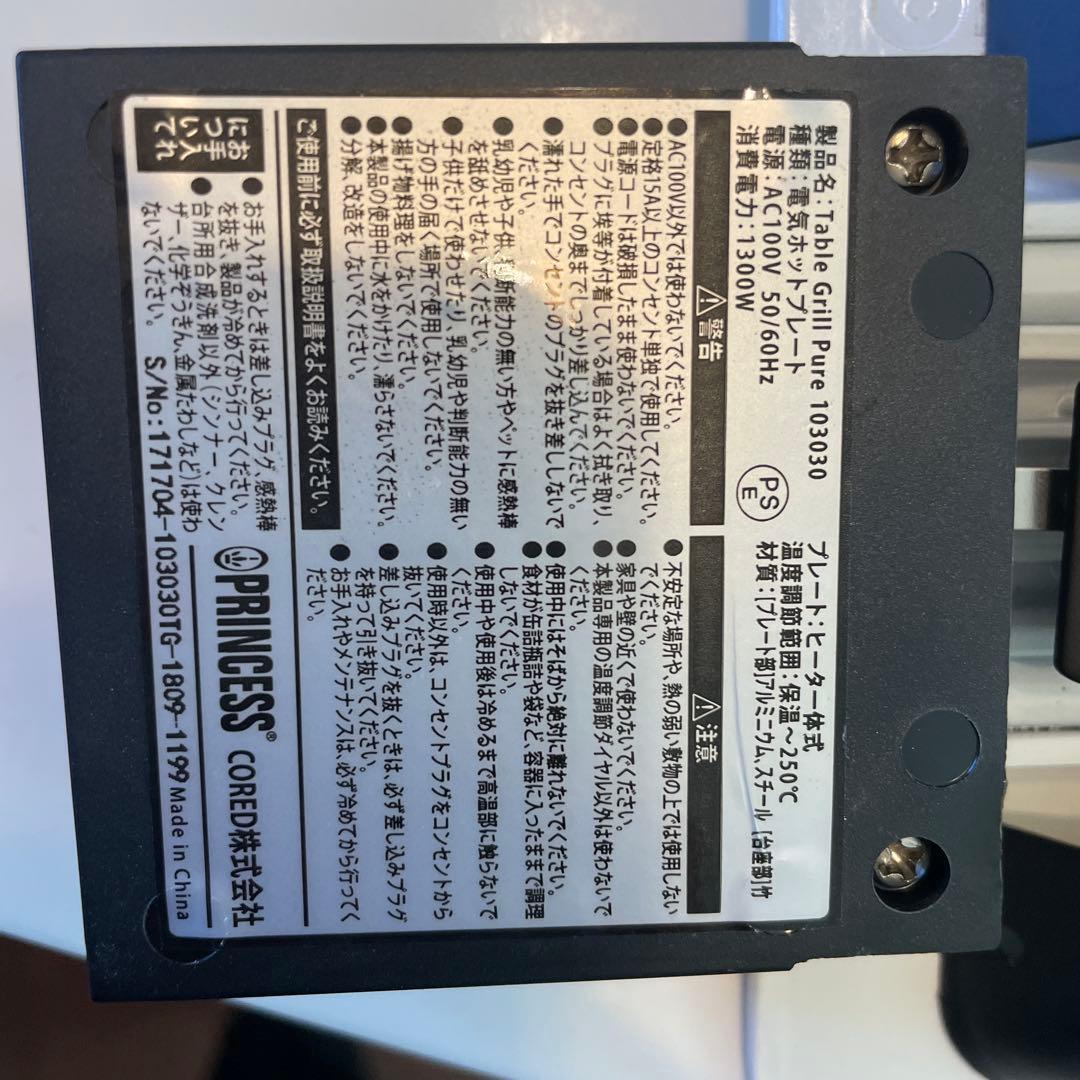 製品名:Table Grill Pure 103030
種類:電気ホットプレート
電源:AC100V 50/60Hz
消費電力:1300W
PS
E
プレート:ヒーター一体式
温度調節範囲:保温~250℃
材質:[プレート部]アルミニウム、スチール [台座部]竹
⚠警告
●AC100V以外では使わないでください。
●定格15A以上のコンセント単独で使用してください。
●電源コードは破損したまま使わないでください。
●プラグに埃等が付着している場合はよく拭き取り、
コンセントの奥までしっかり差し込んでください。
●濡れた手でコンセントのプラグを抜き差ししないで
ください。
●乳幼児や子供、判断能力の無い方やペットに感熱棒
を舐めさせないでください。
●子供だけで使わせたり、乳幼児や判断能力の無い
方の手の届く場所で使用しないでください。
●揚げ物料理をしないでください。
●本製品の使用中に水をかけたり、濡らさないでください。
●分解、改造をしないでください。
ご使用前に必ず取扱説明書をよくお読みください。
⚠注意
●不安定な場所や、熱の弱い敷物の上では使用しない
でください。
●家具や壁の近くで使わないでください。
●本製品専用の温度調節ダイヤル以外は使わないで
ください。
●使用中にはそばから絶対に離れないでください。
●食材が缶詰瓶詰や袋など、容器に入ったまま調理
しないでください。
●使用中や使用後は冷めるまで高温部に触らないで
ください。
●使用時以外は、コンセントプラグをコンセントから
抜いてください。
●差し込みプラグを抜くときは、必ず差し込みプラグ
を持って引き抜いてください。
●お手入れやメンテナンスは、必ず冷めてから行ってく
ださい。
お手入れ
について
●お手入れするときは差し込みプラグ、感熱棒
を抜き、製品が冷めてから行ってください。
●台所用合成洗剤以外(シンナー、クレン
ザー、化学ぞうきん、金属たわしなど)は使わ
ないでください。
PRINCESS® CORED株式会社
S/No:171704-103030TG-1809-1199 Made in China